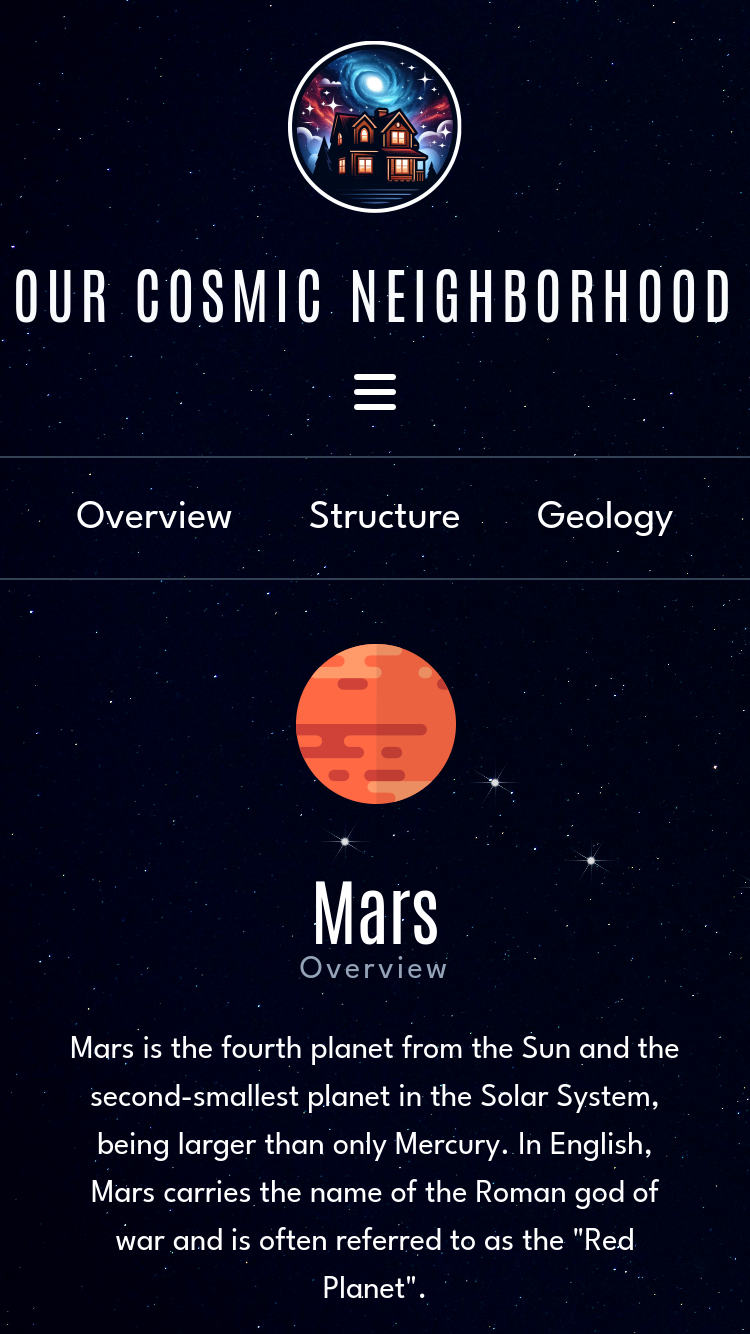 OUR COSMIC NEIGHBORHOOD
Overview Structure Geology
Mars
Overview
Mars is the fourth planet from the Sun and the
second-smallest planet in the Solar System,
being larger than only Mercury. In English,
Mars carries the name of the Roman god of
war and is often referred to as the "Red
Planet".